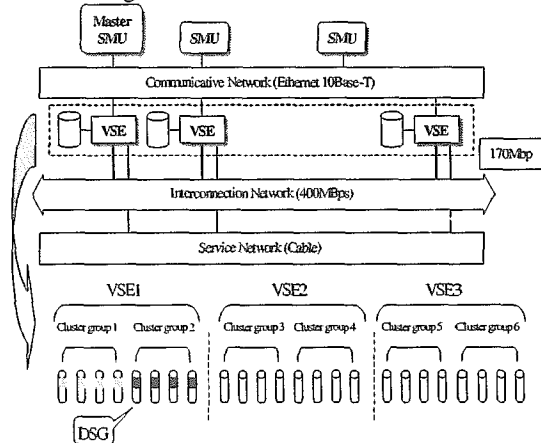 Master
SMU
SMU
SMU
Communicative Network (Ethernet 10Base-T)
VSE
VSE
VSE
170Mbp
Interconnection Network (400MBps)
Service Network (Cable)
VSE1
VSE2
VSE3
Cluster group 1
Cluster group 2
Cluster group 3
Cluster group 4
Cluster group 5
Cluster group 6
DSG